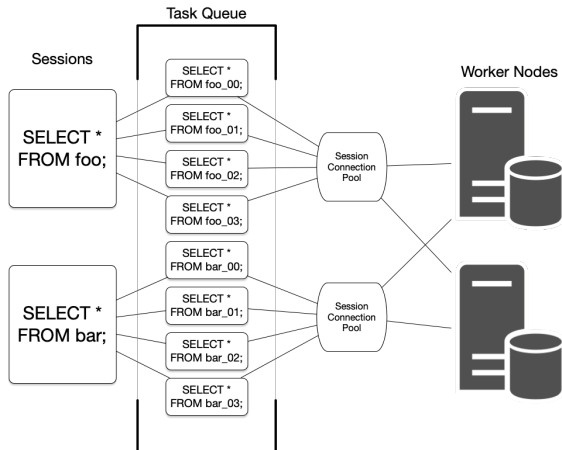 Task Queue
Sessions
Worker Nodes
SELECT *
FROM foo;
SELECT *
FROM foo_00;
SELECT *
FROM foo_01;
SELECT *
FROM foo_02;
SELECT *
FROM foo_03;
Session
Connection
Pool
SELECT *
FROM bar;
SELECT *
FROM bar_00;
SELECT *
FROM bar_01;
SELECT *
FROM bar_02;
SELECT *
FROM bar_03;
Session
Connection
Pool